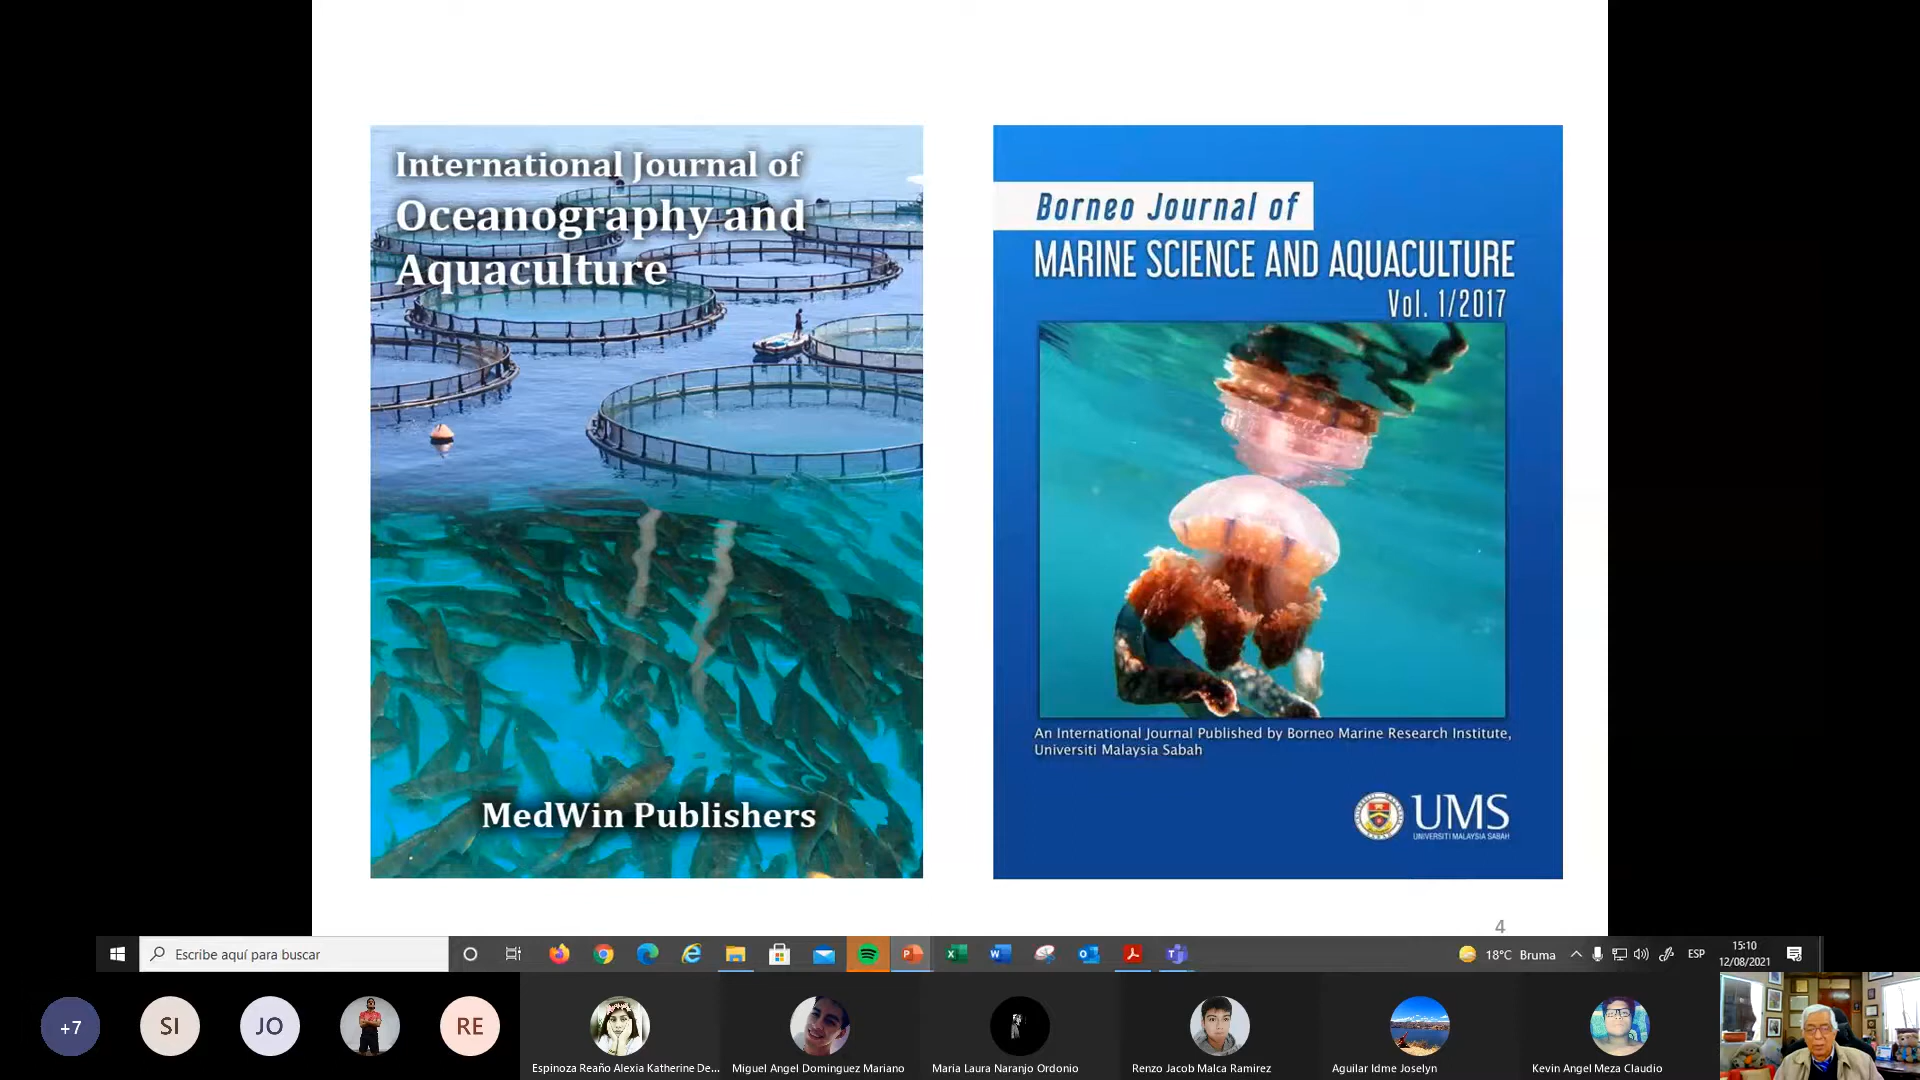 International Journal of
Oceanography and
Aquaculture
MedWin Publishers
Borneo Journal of
MARINE SCIENCE AND AQUACULTURE
Vol. 1/2017
An International Journal Published by Borneo Marine Research Institute,
Universiti Malaysia Sabah
UMS
UNIVERSITI MALAYSIA SABAH
4
Escribe aquí para buscar
18°C Bruma
ESP
15:10
12/08/2021
+7
SI
JO
RE
Espinoza Reaño Alexia Katherine De...
Miguel Angel Dominguez Mariano
Maria Laura Naranjo Ordonio
Renzo Jacob Malca Ramirez
Aguilar Idme Joselyn
Kevin Angel Meza Claudio